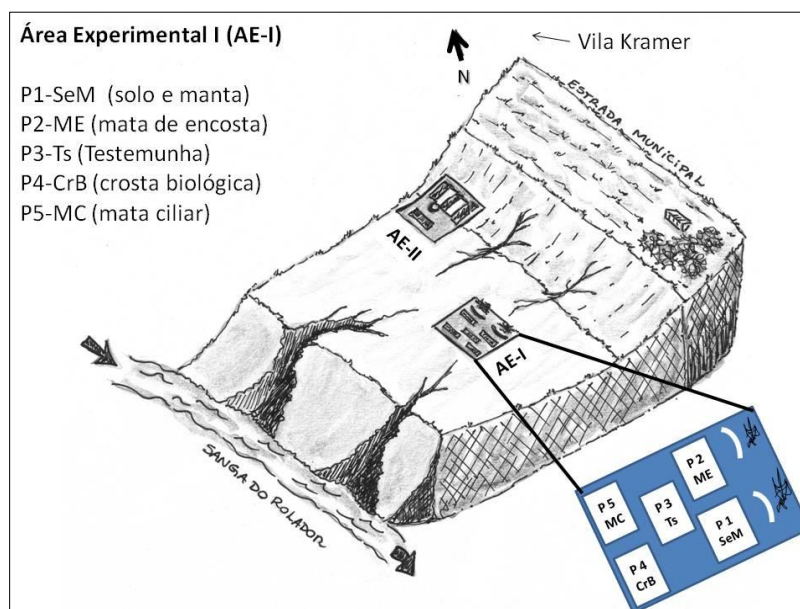 Área Experimental I (AE-I)
P1-SeM (solo e manta)
P2-ME (mata de encosta)
P3-Ts (Testemunha)
P4-CrB (crosta biológica)
P5-MC (mata ciliar)
N
Vila Kramer
ESTRADA MUNICIPAL
AE-II
AE-I
SANGA DO ROLADOR
P 2
ME
P 5
MC
P 3
Ts
P 1
SeM
P 4
CrB